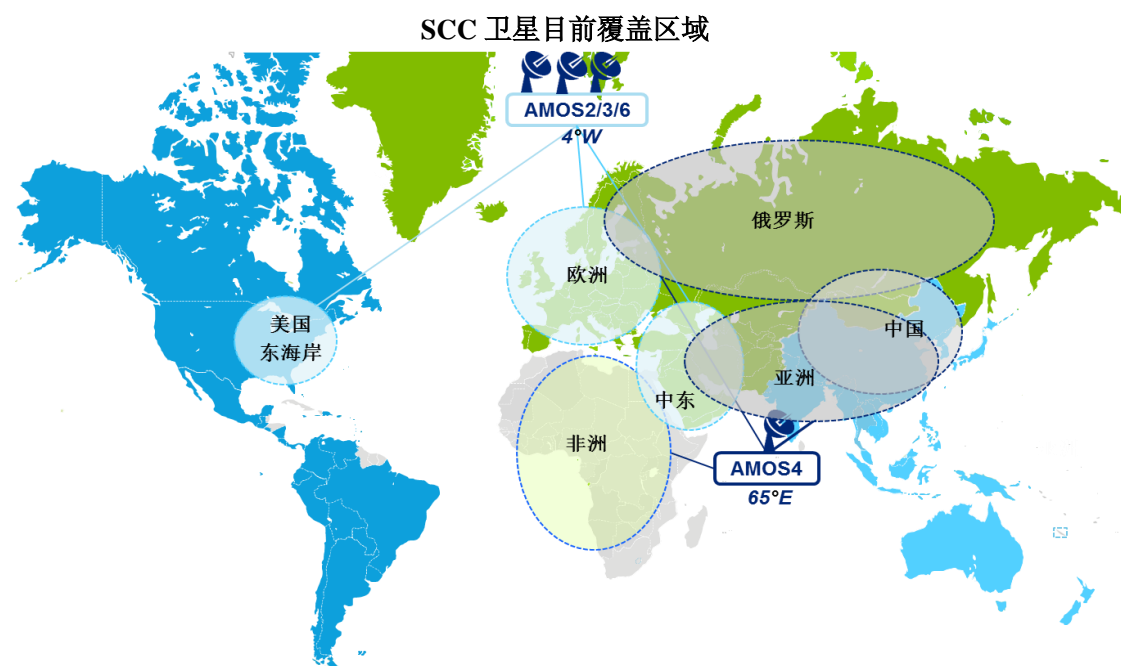 SCC 卫星目前覆盖区域
AMOS2/3/6
4°W
俄罗斯
欧洲
美国
东海岸
中国
亚洲
中东
非洲
AMOS4
65°E